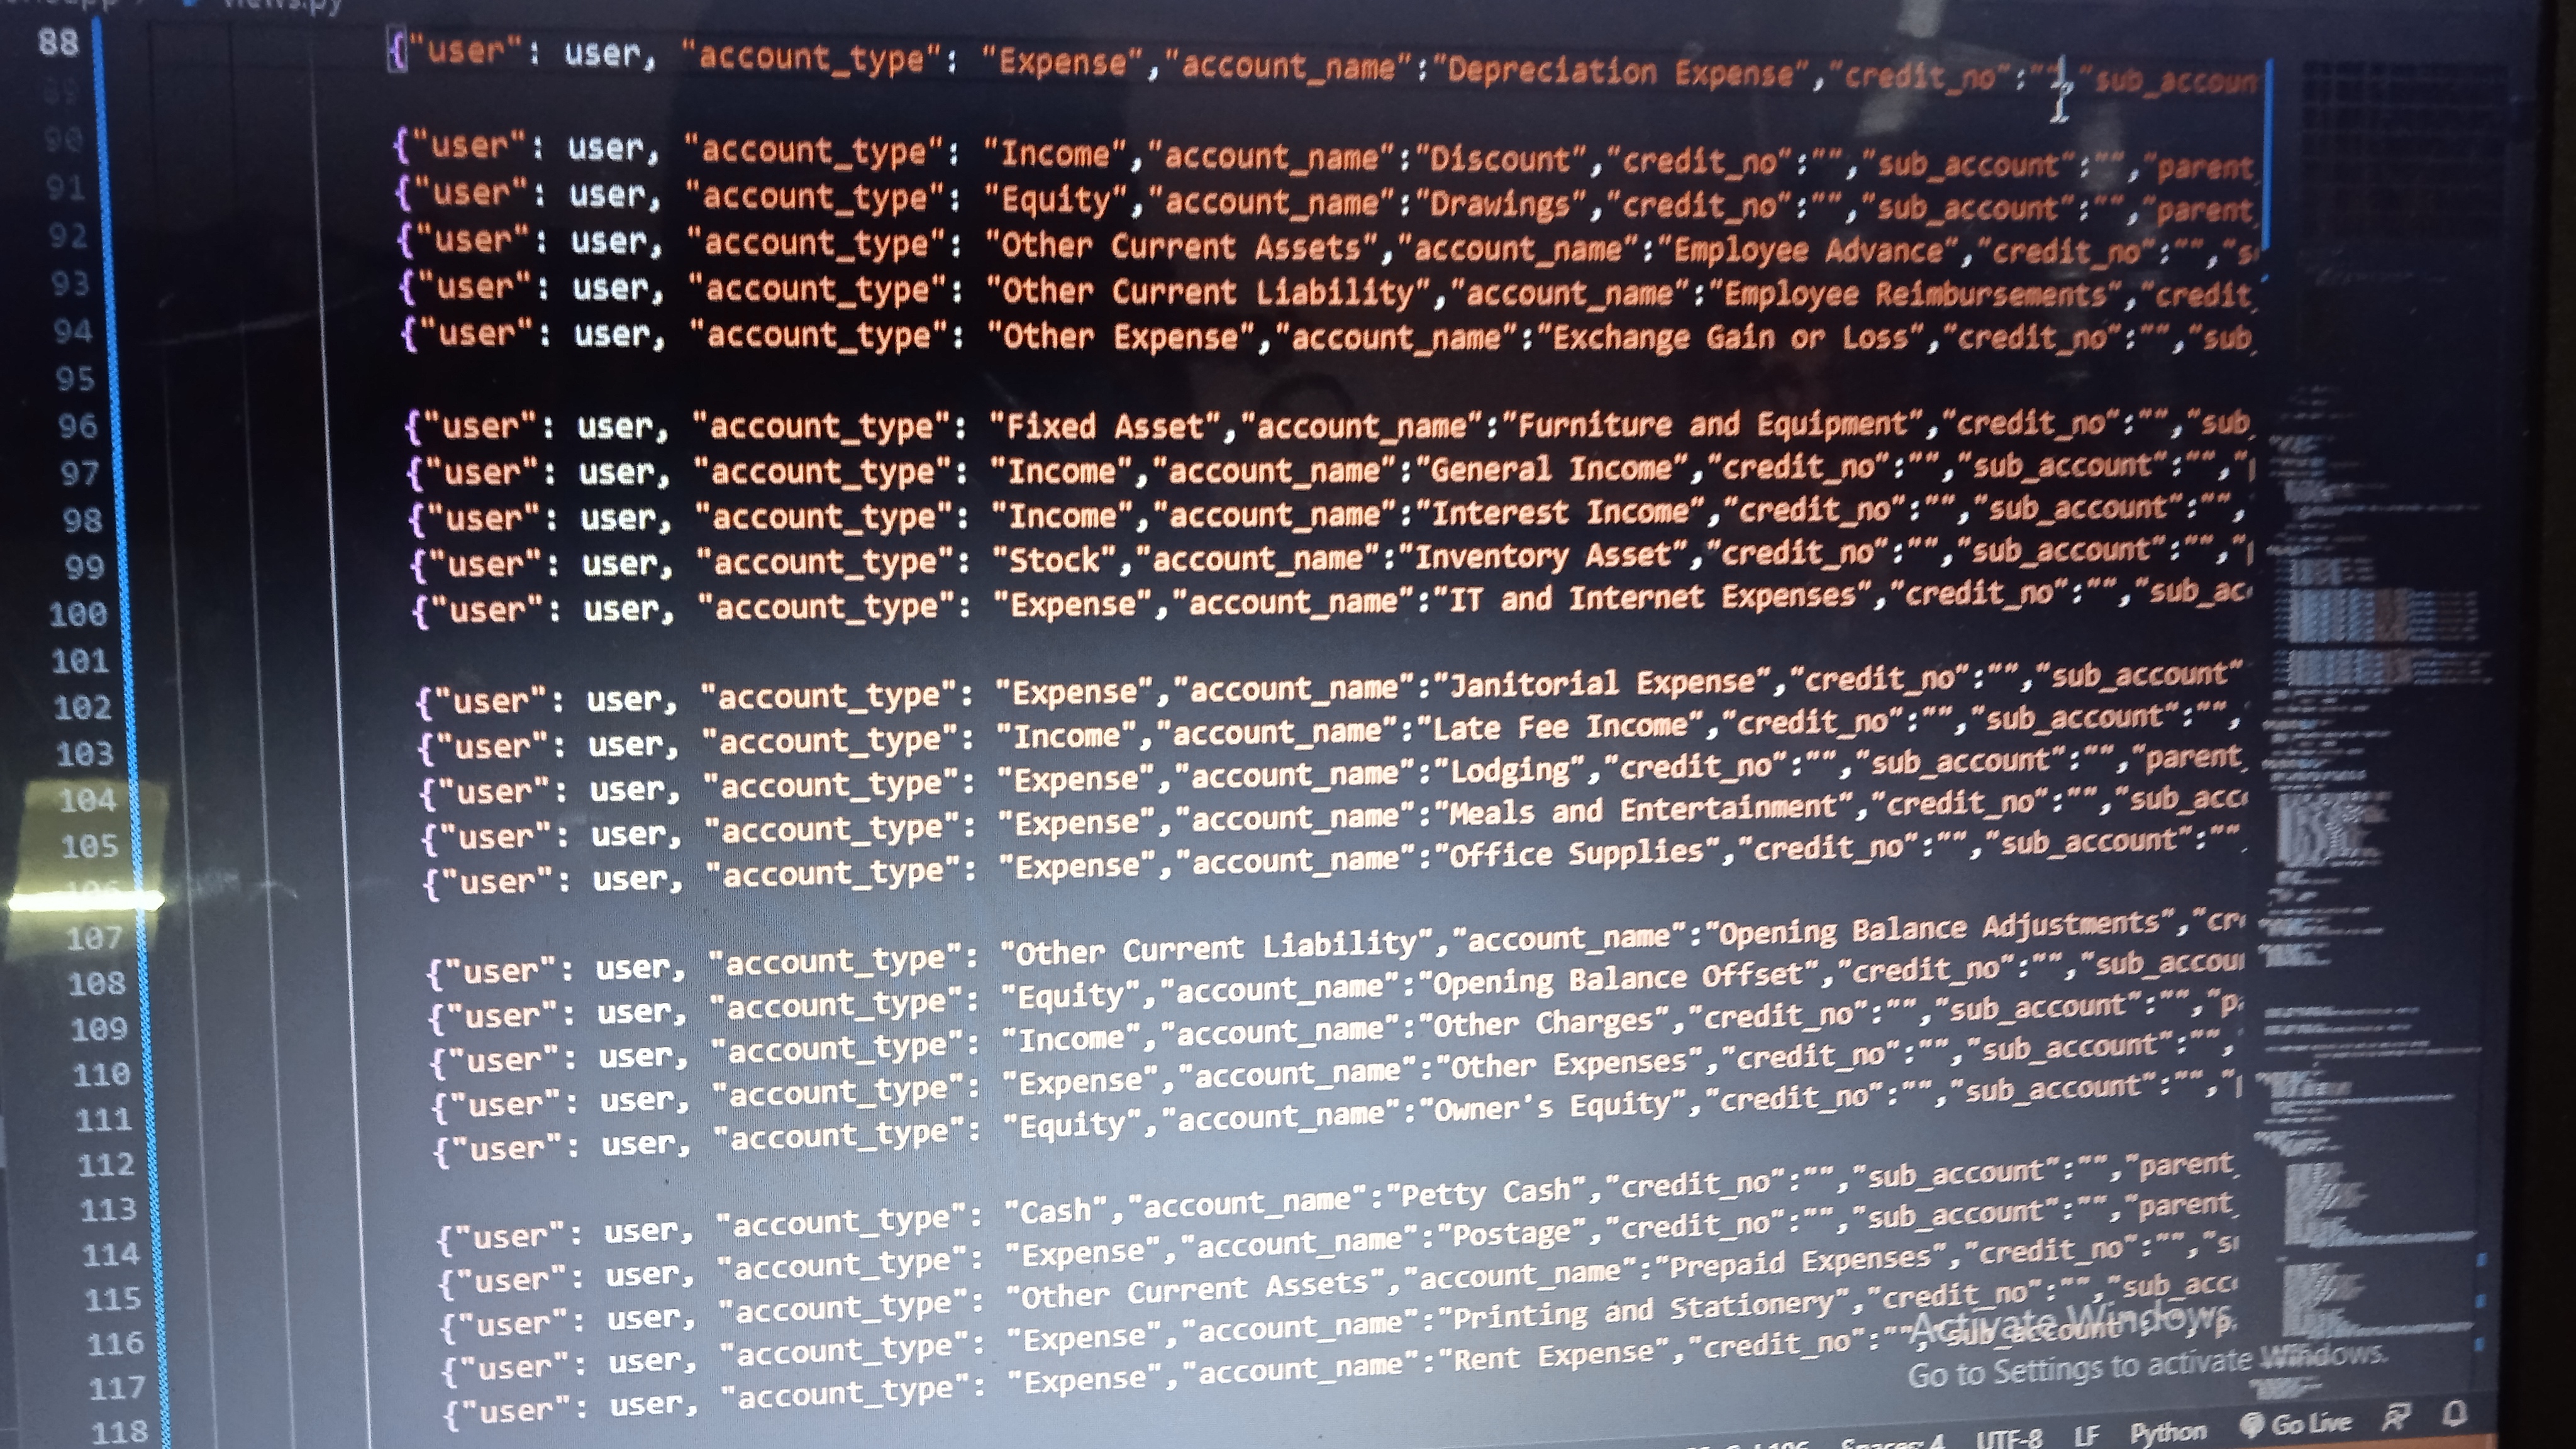 views.py
88 {"user": user, "account_type": "Expense","account_name":"Depreciation Expense","credit_no":"", "sub_accoun
89
90 {"user": user, "account_type": "Income","account_name":"Discount","credit_no":"","sub_account":"","parent_
91 {"user": user, "account_type": "Equity","account_name":"Drawings","credit_no":"","sub_account":"","parent_
92 {"user": user, "account_type": "Other Current Assets","account_name":"Employee Advance","credit_no":"","s
93 {"user": user, "account_type": "Other Current Liability","account_name":"Employee Reimbursements","credit_
94 {"user": user, "account_type": "Other Expense","account_name":"Exchange Gain or Loss","credit_no":"","sub_
95
96 {"user": user, "account_type": "Fixed Asset","account_name":"Furniture and Equipment","credit_no":"","sub_
97 {"user": user, "account_type": "Income","account_name":"General Income","credit_no":"","sub_account":"","
98 {"user": user, "account_type": "Income","account_name":"Interest Income","credit_no":"","sub_account":"",
99 {"user": user, "account_type": "Stock","account_name":"Inventory Asset","credit_no":"","sub_account":"","
100 {"user": user, "account_type": "Expense","account_name":"IT and Internet Expenses","credit_no":"","sub_ac
101
102 {"user": user, "account_type": "Expense","account_name":"Janitorial Expense","credit_no":"","sub_account"
103 {"user": user, "account_type": "Income","account_name":"Late Fee Income","credit_no":"","sub_account":"",
104 {"user": user, "account_type": "Expense","account_name":"Lodging","credit_no":"","sub_account":"","parent_
105 {"user": user, "account_type": "Expense","account_name":"Meals and Entertainment","credit_no":"","sub_acc
106 {"user": user, "account_type": "Expense","account_name":"Office Supplies","credit_no":"","sub_account":""
107
108 {"user": user, "account_type": "Other Current Liability","account_name":"Opening Balance Adjustments","cr
109 {"user": user, "account_type": "Equity","account_name":"Opening Balance Offset","credit_no":"","sub_accou
110 {"user": user, "account_type": "Income","account_name":"Other Charges","credit_no":"","sub_account":"","p
111 {"user": user, "account_type": "Expense","account_name":"Other Expenses","credit_no":"","sub_account":"",
112 {"user": user, "account_type": "Equity","account_name":"Owner's Equity","credit_no":"","sub_account":"","
113
114 {"user": user, "account_type": "Cash","account_name":"Petty Cash","credit_no":"","sub_account":"","parent_
115 {"user": user, "account_type": "Expense","account_name":"Postage","credit_no":"","sub_account":"","parent_
116 {"user": user, "account_type": "Other Current Assets","account_name":"Prepaid Expenses","credit_no":"","s
117 {"user": user, "account_type": "Expense","account_name":"Printing and Stationery","credit_no":"","sub_acc
118 {"user": user, "account_type": "Expense","account_name":"Rent Expense","credit_no":"","sub_account":"","p
Activate Windows
Go to Settings to activate Windows.
Spaces: 4 UTF-8 LF Python Go Live